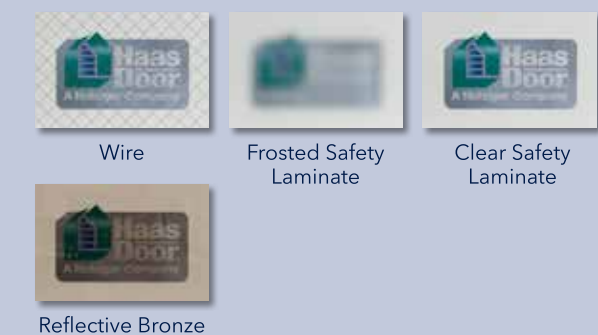 Haas
Door
Haas
Door
Wire
Frosted Safety
Laminate
Clear Safety
Laminate
Haas
Door
Reflective Bronze